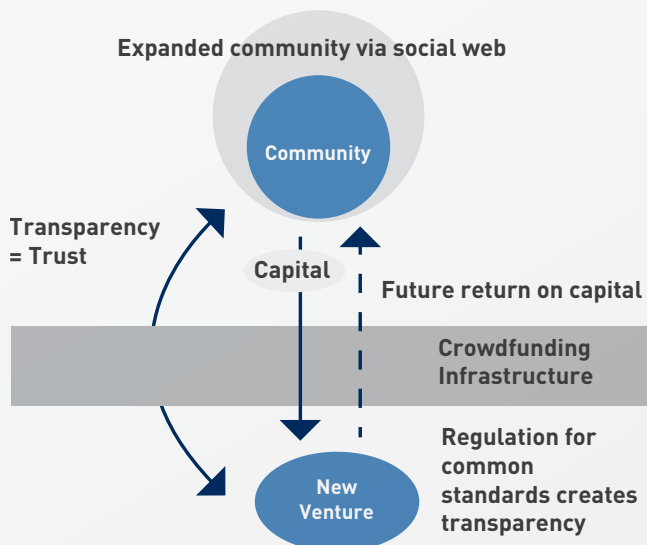 Expanded community via social web
Community
Transparency
= Trust
Capital
Future return on capital
Crowdfunding
Infrastructure
Regulation for
common
standards creates
transparency
New
Venture